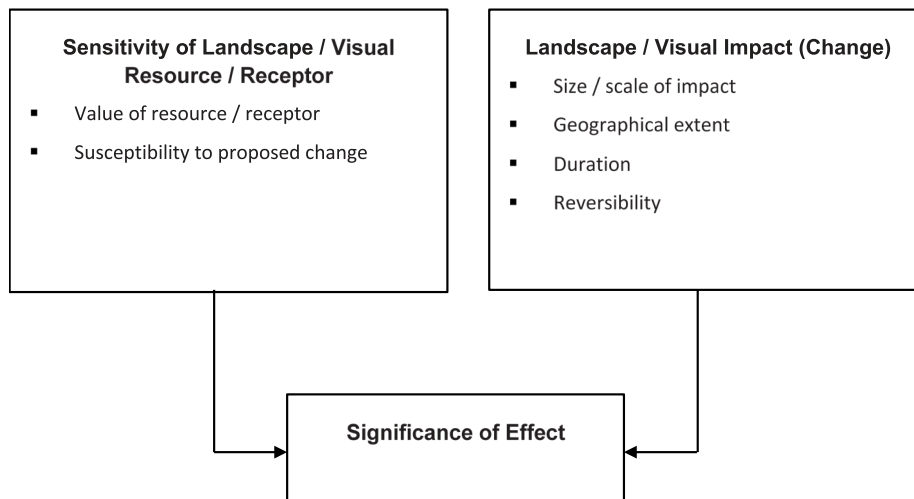 Sensitivity of Landscape / Visual
Resource / Receptor
▪ Value of resource / receptor
▪ Susceptibility to proposed change
Landscape / Visual Impact (Change)
▪ Size / scale of impact
▪ Geographical extent
▪ Duration
▪ Reversibility
Significance of Effect